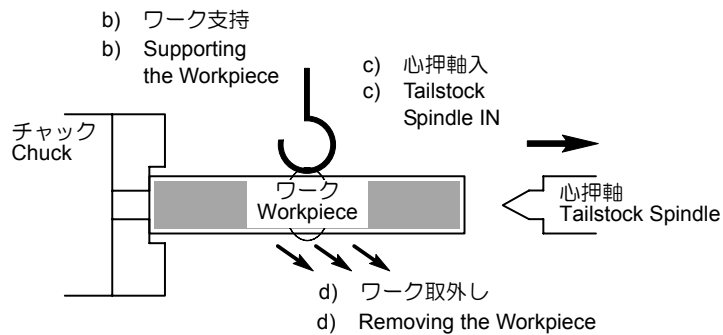 b) ワーク支持
b) Supporting
the Workpiece
c) 心押軸入
c) Tailstock
Spindle IN
チャック
Chuck
ワーク
Workpiece
心押軸
Tailstock Spindle
d) ワーク取外し
d) Removing the Workpiece